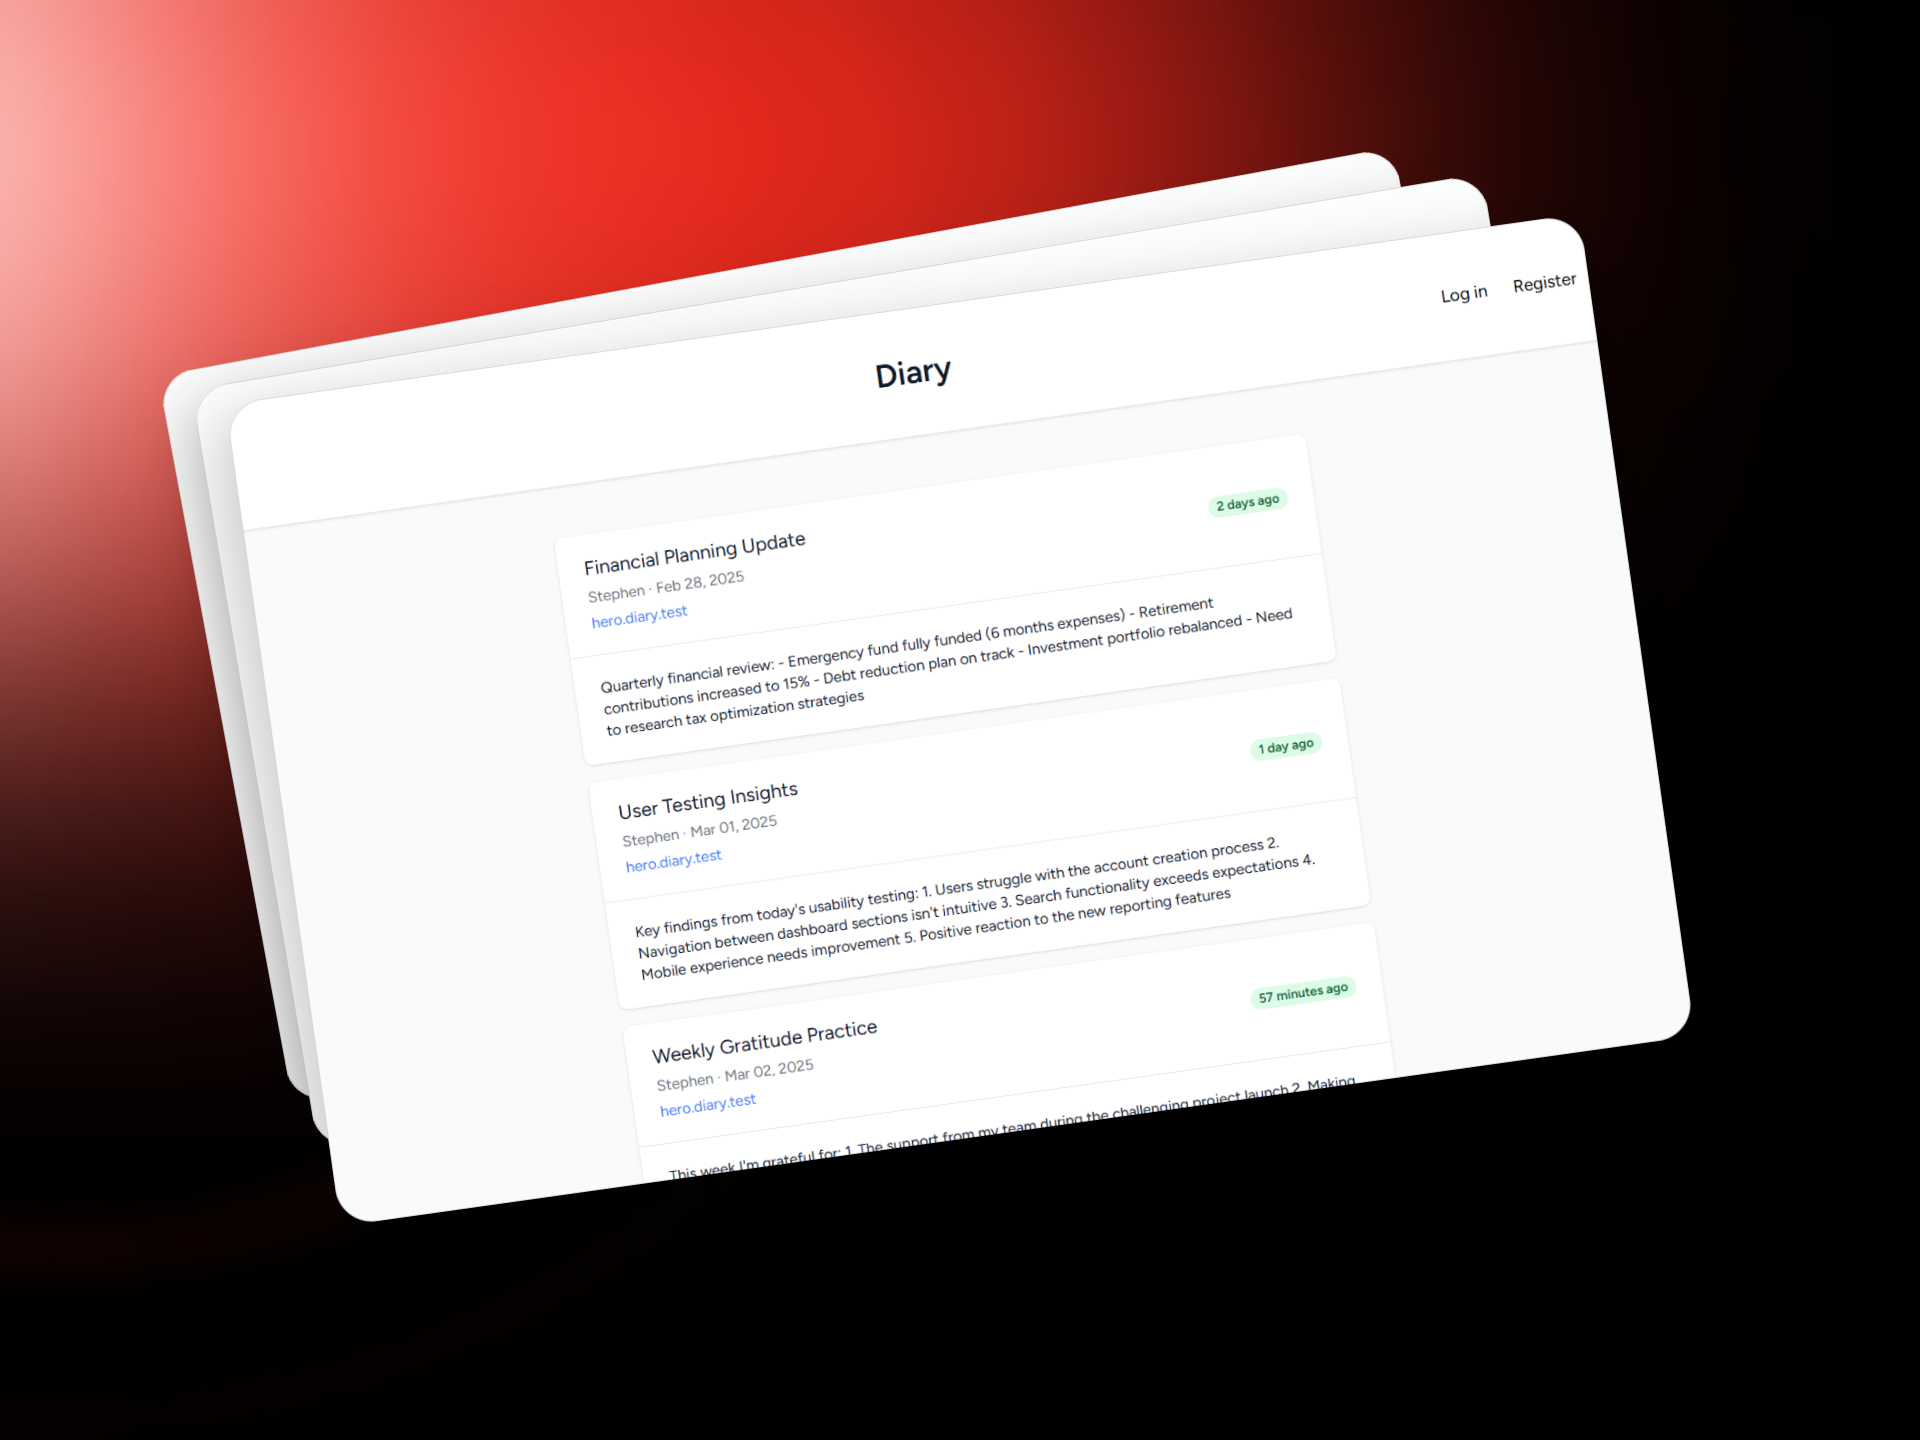 Log in Register
Diary
Financial Planning Update
2 days ago
Stephen · Feb 28, 2025
hero.diary.test
Quarterly financial review: - Emergency fund fully funded (6 months expenses) - Retirement
contributions increased to 15% - Debt reduction plan on track - Investment portfolio rebalanced - Need
to research tax optimization strategies
User Testing Insights
1 day ago
Stephen · Mar 01, 2025
hero.diary.test
Key findings from today's usability testing: 1. Users struggle with the account creation process 2.
Navigation between dashboard sections isn't intuitive 3. Search functionality exceeds expectations 4.
Mobile experience needs improvement 5. Positive reaction to the new reporting features
Weekly Gratitude Practice
57 minutes ago
Stephen · Mar 02, 2025
hero.diary.test
This week I'm grateful for: 1. The support from my team during the challenging project launch 2. Making